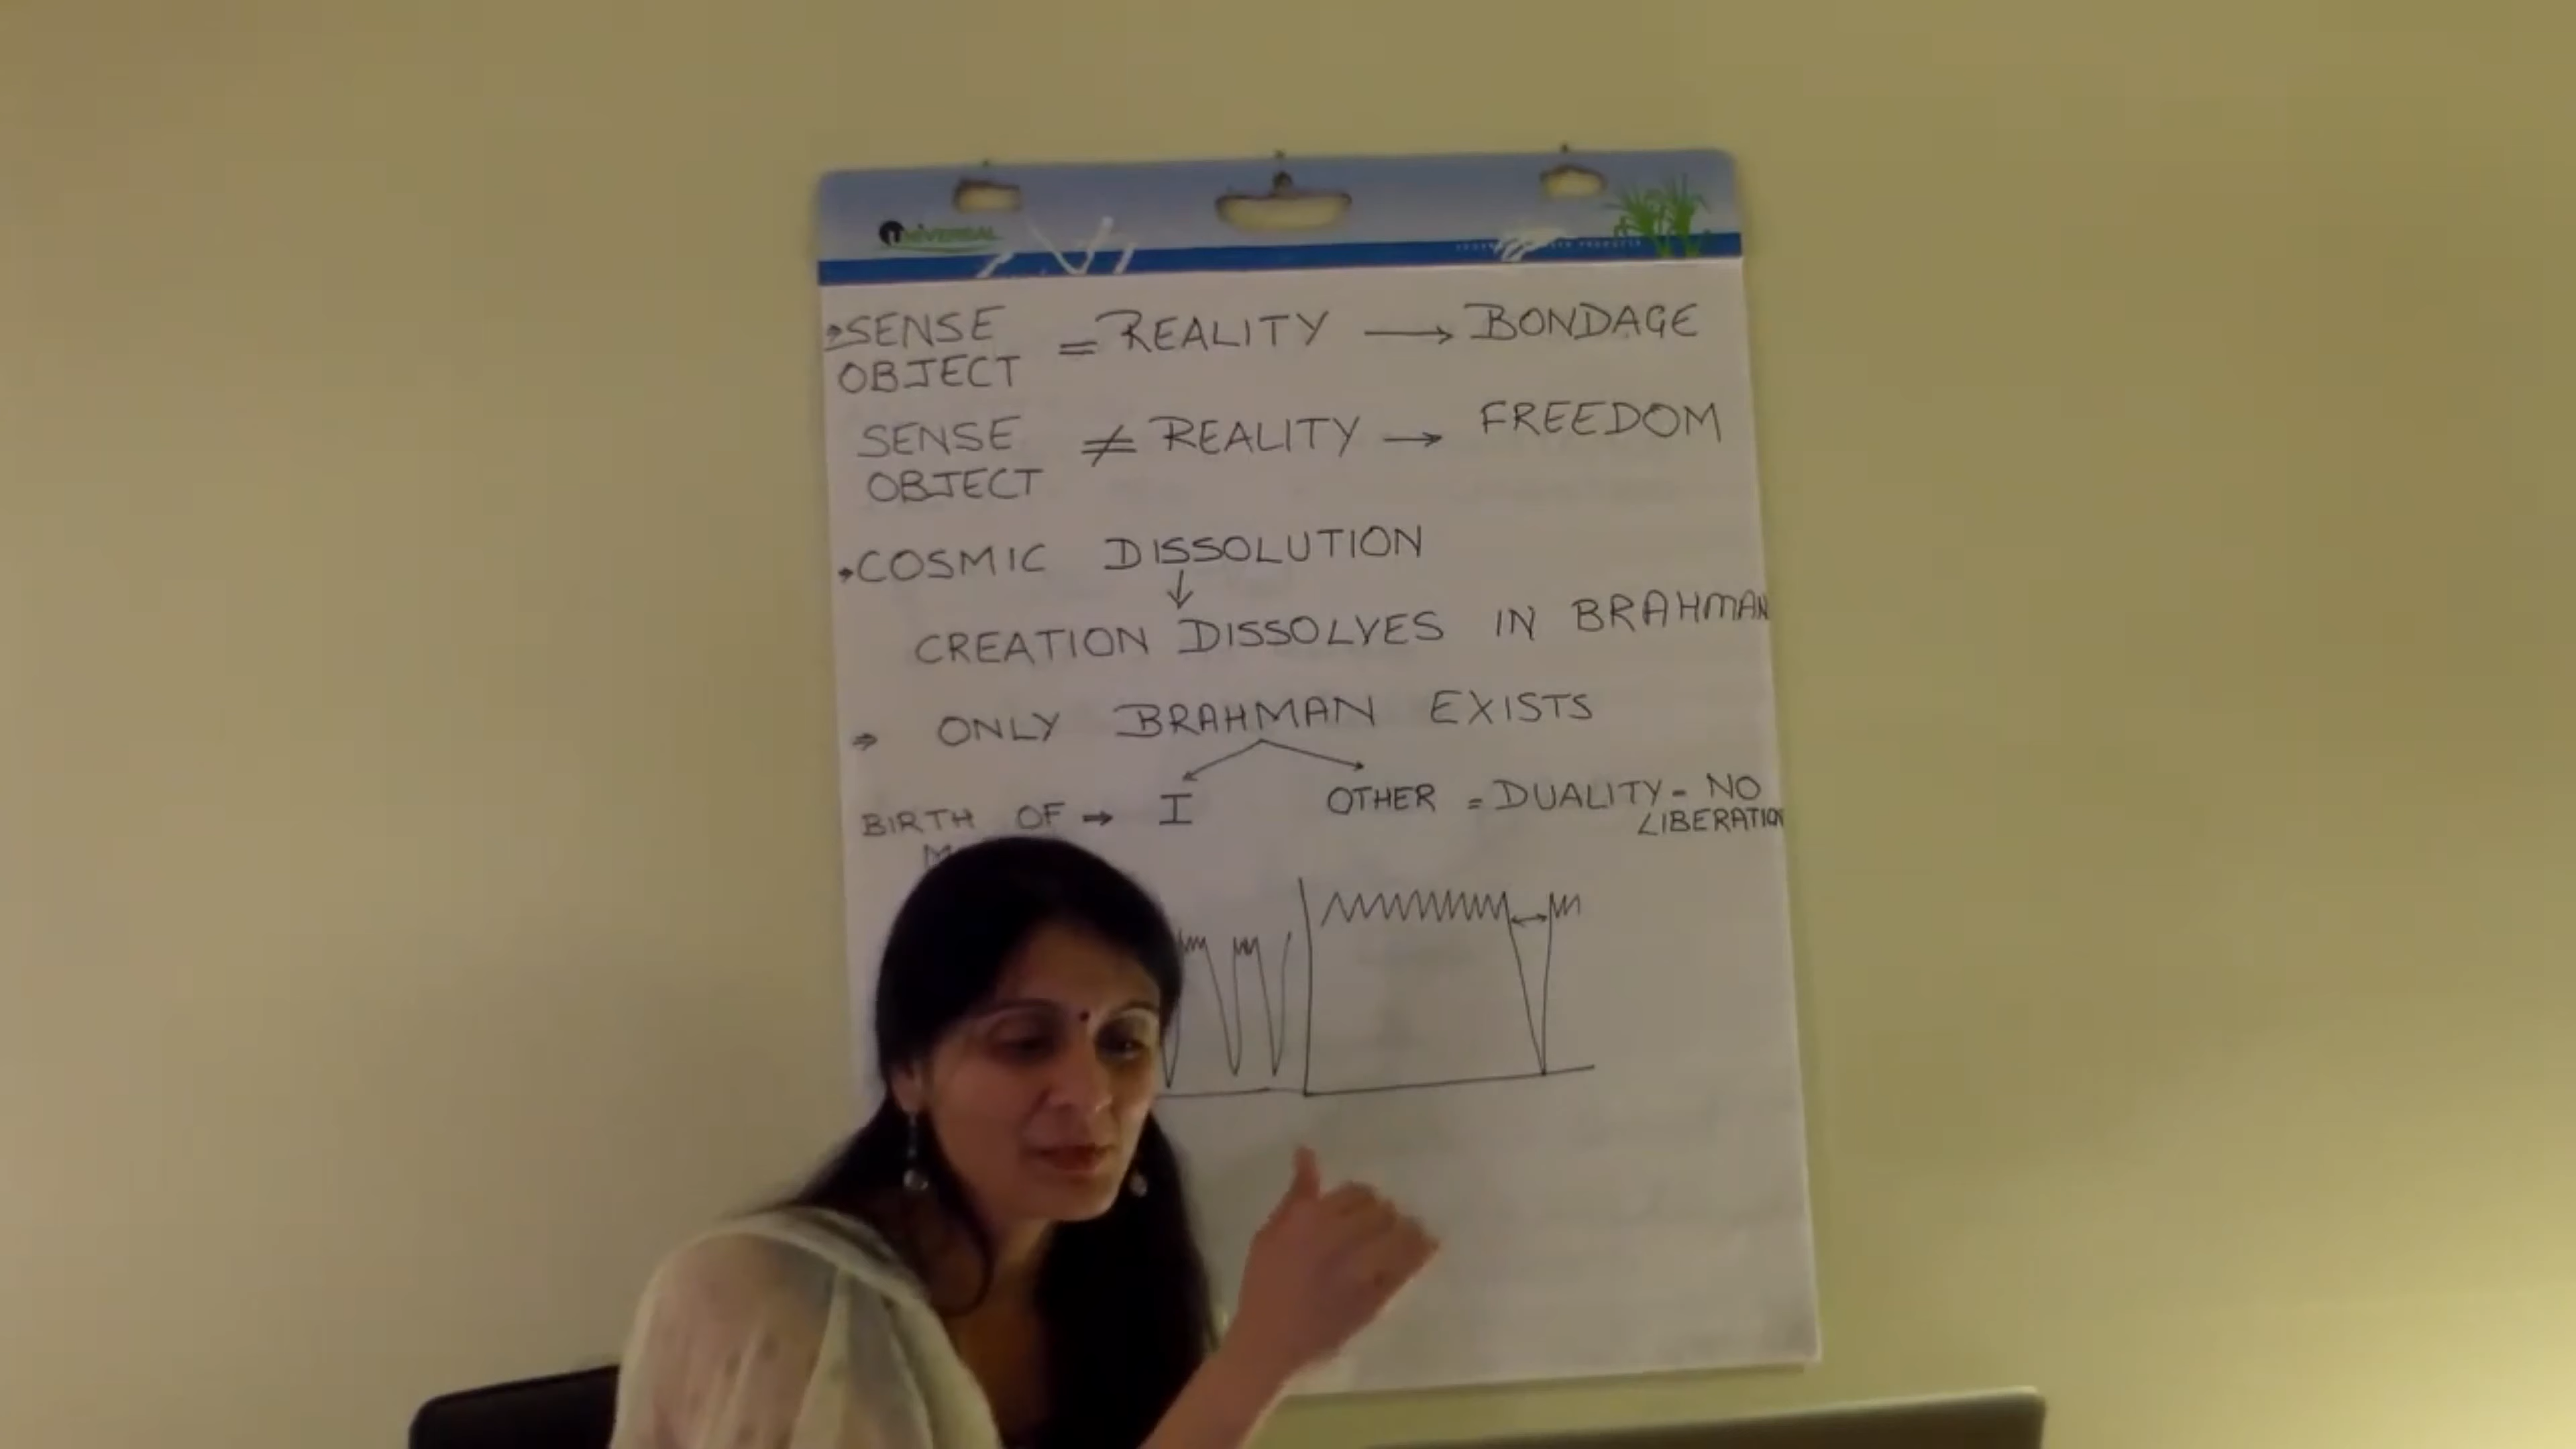 UNIVERSAL
SENSE OBJECT = REALITY → BONDAGE
SENSE OBJECT ≠ REALITY → FREEDOM
COSMIC DISSOLUTION
↓
CREATION DISSOLVES IN BRAHMAN
⇒ ONLY BRAHMAN EXISTS
BIRTH OF → I OTHER = DUALITY - NO LIBERATION